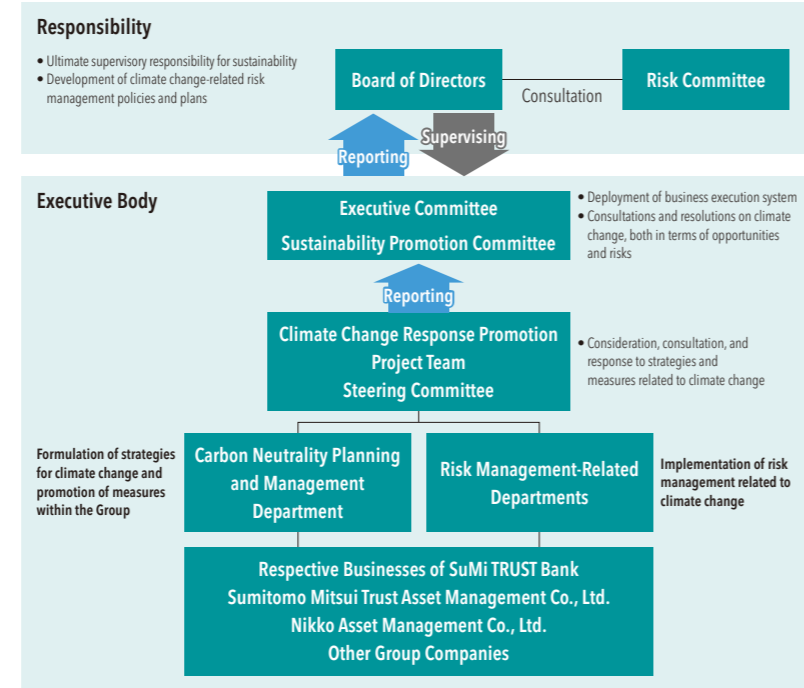 Responsibility
• Ultimate supervisory responsibility for sustainability
• Development of climate change-related risk
management policies and plans
Board of Directors
Consultation
Risk Committee
Reporting
Supervising
Executive Body
Executive Committee
Sustainability Promotion Committee
• Deployment of business execution system
• Consultations and resolutions on climate
change, both in terms of opportunities
and risks
Reporting
Climate Change Response Promotion
Project Team
Steering Committee
• Consideration, consultation, and
response to strategies and
measures related to climate change
Formulation of strategies
for climate change and
promotion of measures
within the Group
Carbon Neutrality Planning
and Management
Department
Risk Management-Related
Departments
Implementation of risk
management related to
climate change
Respective Businesses of SuMi TRUST Bank
Sumitomo Mitsui Trust Asset Management Co., Ltd.
Nikko Asset Management Co., Ltd.
Other Group Companies